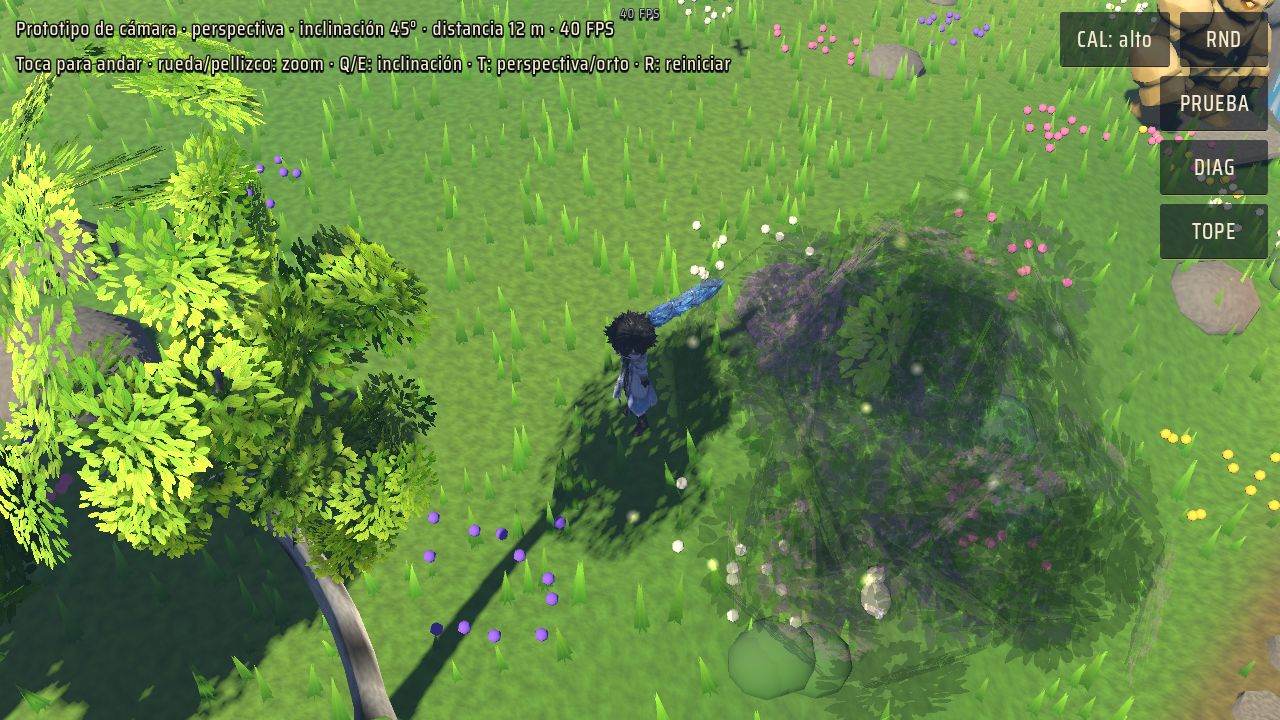 40 FPS
Prototipo de cámara · perspectiva · inclinación 45° · distancia 12 m · 40 FPS
Toca para andar · rueda/pellizco: zoom · Q/E: inclinación · T: perspectiva/orto · R: reiniciar
CAL: alto
RND
PRUEBA
DIAG
TOPE